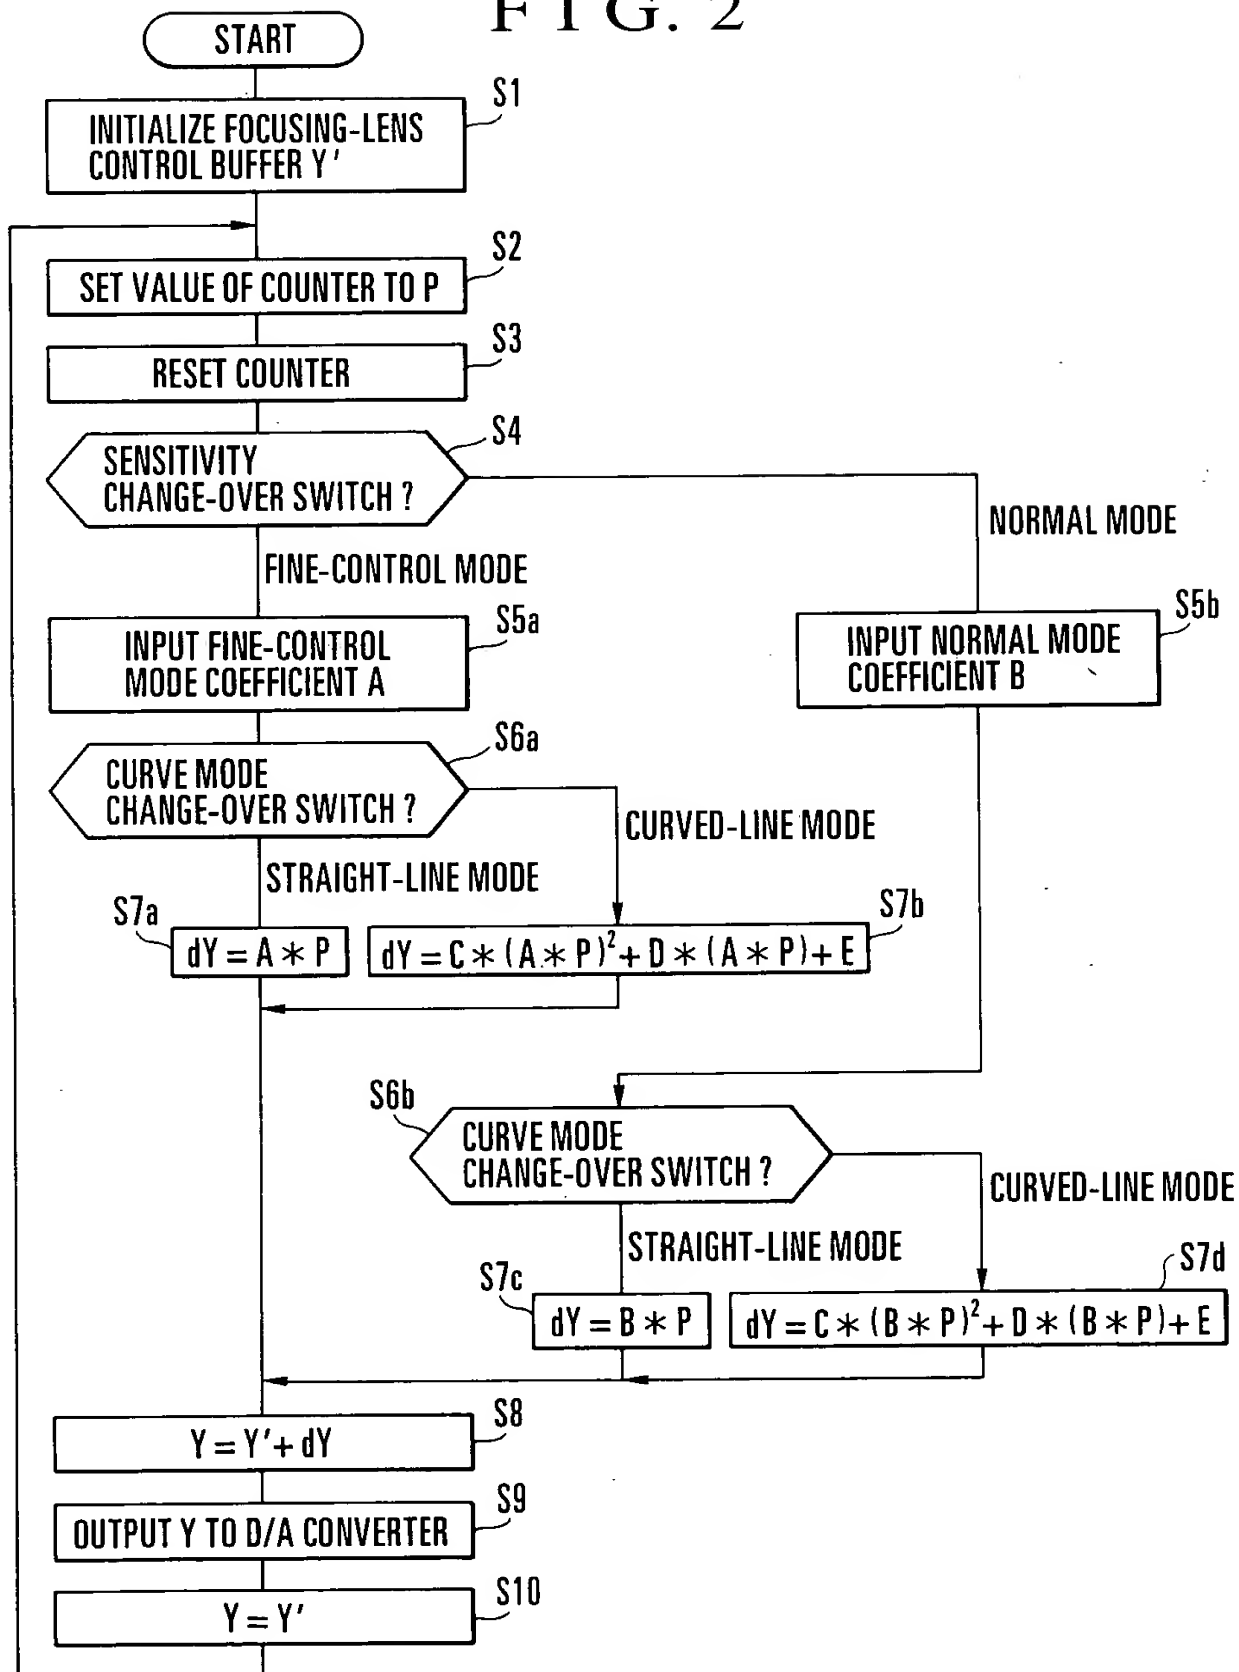 FIG. 2
START
S1
INITIALIZE FOCUSING-LENS
CONTROL BUFFER Y'
S2
SET VALUE OF COUNTER TO P
S3
RESET COUNTER
S4
SENSITIVITY
CHANGE-OVER SWITCH ?
NORMAL MODE
FINE-CONTROL MODE
S5a
INPUT FINE-CONTROL
MODE COEFFICIENT A
S5b
INPUT NORMAL MODE
COEFFICIENT B
S6a
CURVE MODE
CHANGE-OVER SWITCH ?
CURVED-LINE MODE
STRAIGHT-LINE MODE
S7a
dY = A * P
S7b
dY = C * (A * P)² + D * (A * P) + E
S6b
CURVE MODE
CHANGE-OVER SWITCH ?
CURVED-LINE MODE
STRAIGHT-LINE MODE
S7c
dY = B * P
S7d
dY = C * (B * P)² + D * (B * P) + E
S8
Y = Y' + dY
S9
OUTPUT Y TO D/A CONVERTER
S10
Y = Y'